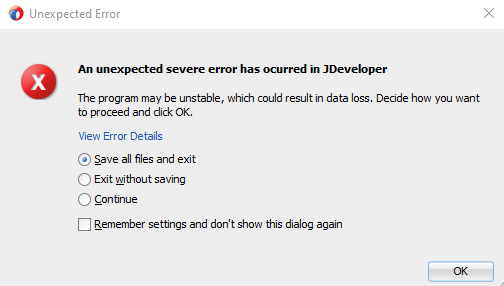 Unexpected Error
An unexpected severe error has ocurred in JDeveloper
The program may be unstable, which could result in data loss. Decide how you want
to proceed and click OK.
View Error Details
Save all files and exit
Exit without saving
Continue
Remember settings and don't show this dialog again
OK